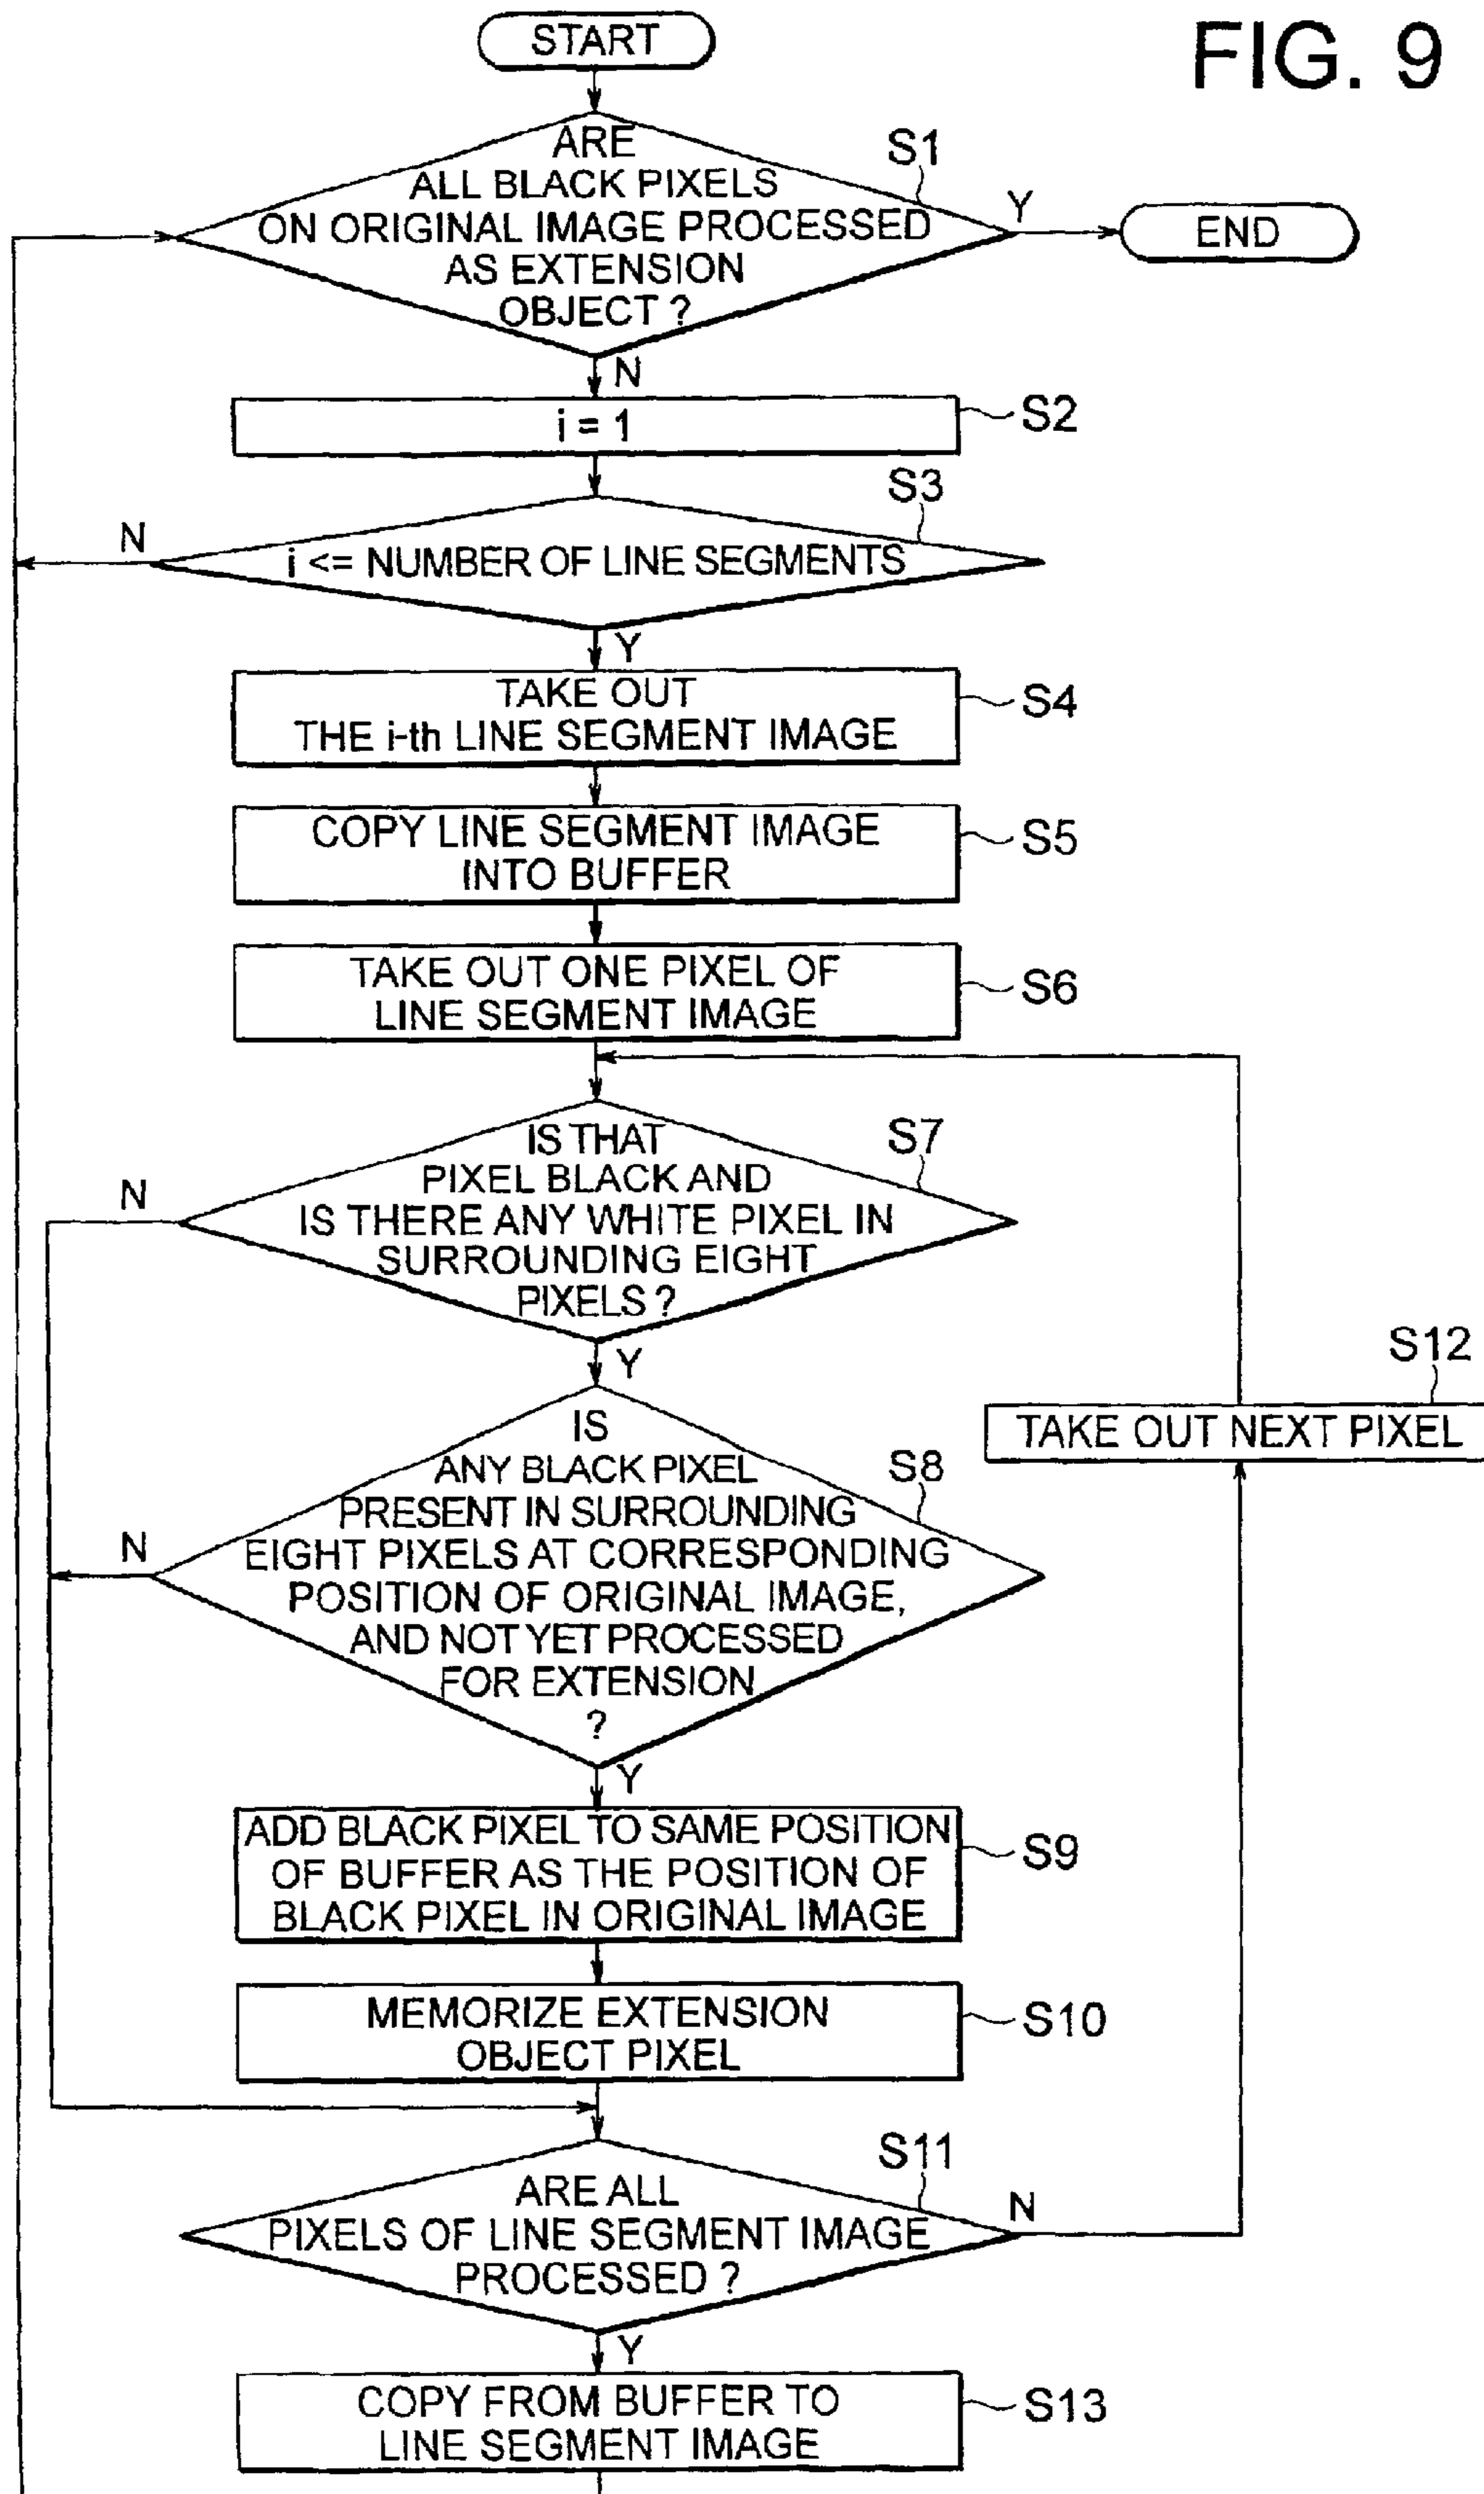 FIG. 9
START
ARE
ALL BLACK PIXELS
ON ORIGINAL IMAGE PROCESSED
AS EXTENSION
OBJECT ?
S1
Y
END
N
i = 1
S2
S3
N
i <= NUMBER OF LINE SEGMENTS
Y
TAKE OUT
THE i-th LINE SEGMENT IMAGE
S4
COPY LINE SEGMENT IMAGE
INTO BUFFER
S5
TAKE OUT ONE PIXEL OF
LINE SEGMENT IMAGE
S6
S7
N
IS THAT
PIXEL BLACK AND
IS THERE ANY WHITE PIXEL IN
SURROUNDING EIGHT
PIXELS ?
Y
S12
TAKE OUT NEXT PIXEL
S8
N
IS
ANY BLACK PIXEL
PRESENT IN SURROUNDING
EIGHT PIXELS AT CORRESPONDING
POSITION OF ORIGINAL IMAGE,
AND NOT YET PROCESSED
FOR EXTENSION
?
Y
ADD BLACK PIXEL TO SAME POSITION
OF BUFFER AS THE POSITION OF
BLACK PIXEL IN ORIGINAL IMAGE
S9
MEMORIZE EXTENSION
OBJECT PIXEL
S10
S11
ARE ALL
PIXELS OF LINE SEGMENT IMAGE
PROCESSED ?
N
Y
COPY FROM BUFFER TO
LINE SEGMENT IMAGE
S13